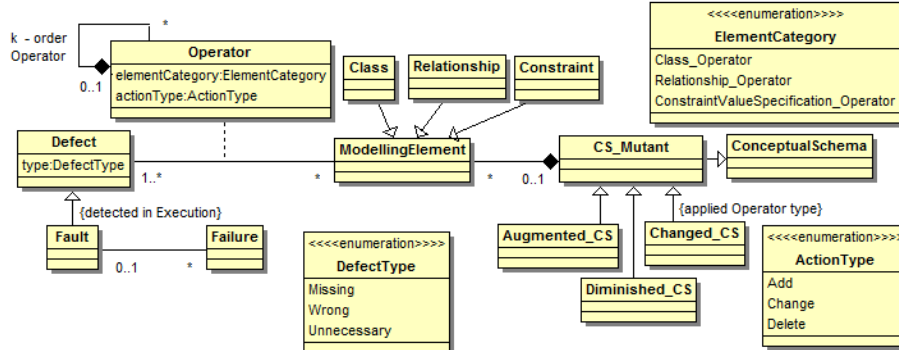 k - order
Operator
*
0..1
Operator
elementCategory:ElementCategory
actionType:ActionType
Class
Relationship
Constraint
<<<<enumeration>>>>
ElementCategory
Class_Operator
Relationship_Operator
ConstraintValueSpecification_Operator
Defect
type:DefectType
1..*
*
ModellingElement
*
0..1
CS_Mutant
ConceptualSchema
{detected in Execution}
Fault
0..1
*
Failure
<<<<enumeration>>>>
DefectType
Missing
Wrong
Unnecessary
{applied Operator type}
Augmented_CS
Changed_CS
Diminished_CS
<<<<enumeration>>>>
ActionType
Add
Change
Delete